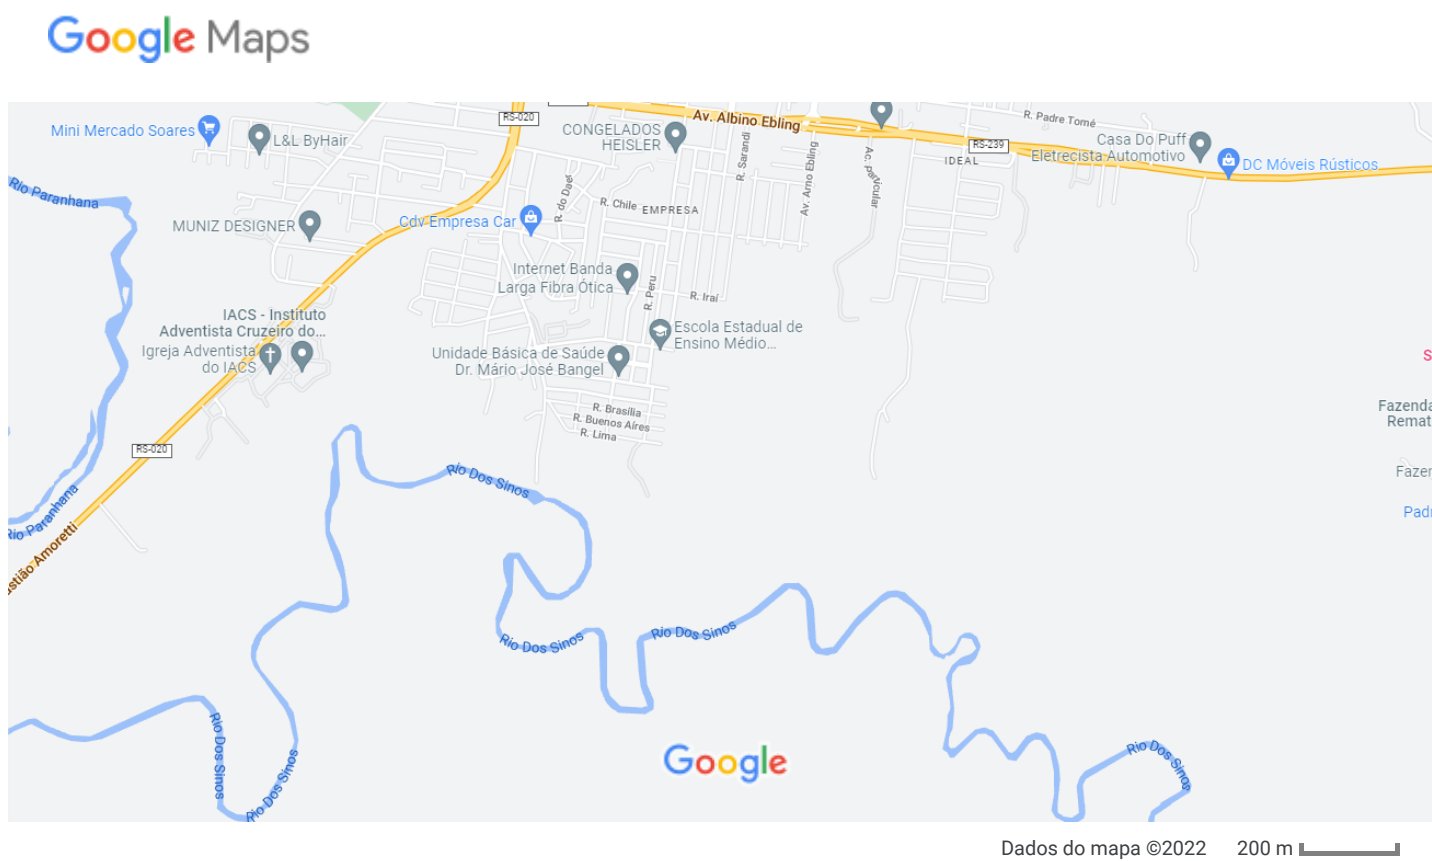 Google Maps
RS-020
Av. Albino Ebling
R. Padre Tomé
Mini Mercado Soares
L&L ByHair
CONGELADOS
HEISLER
R. Sarandi
RS-239
IDEAL
Casa Do Puff
Eletrecista Automotivo
DC Móveis Rústicos
Rio Paranhana
R. do Daer
R. Chile
EMPRESA
Av. Arno Ebling
MUNIZ DESIGNER
Cdv Empresa Car
Internet Banda
Larga Fibra Ótica
R. Peru
R. Iraí
IACS - Instituto
Adventista Cruzeiro do...
Igreja Adventista
do IACS
Escola Estadual de
Ensino Médio...
Unidade Básica de Saúde
Dr. Mário José Bangel
S
R. Brasília
R. Buenos Aires
R. Lima
Fazenda
Remat
RS-020
Rio Dos Sinos
Fazer
Padr
Rio Paranhana
astião Amoretti
Rio Dos Sinos
Rio Dos Sinos
Rio Dos Sinos
Rio Dos Sinos
Rio Dos Sinos
Google
Dados do mapa ©2022
200 m